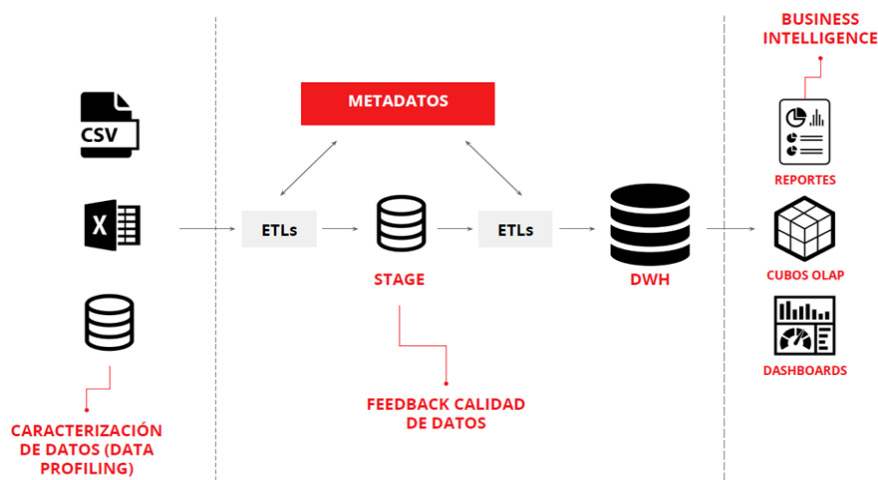 BUSINESS
INTELLIGENCE
METADATOS
CSV
X
REPORTES
ETLs
ETLs
STAGE
DWH
CUBOS OLAP
DASHBOARDS
FEEDBACK CALIDAD
DE DATOS
CARACTERIZACIÓN
DE DATOS (DATA
PROFILING)